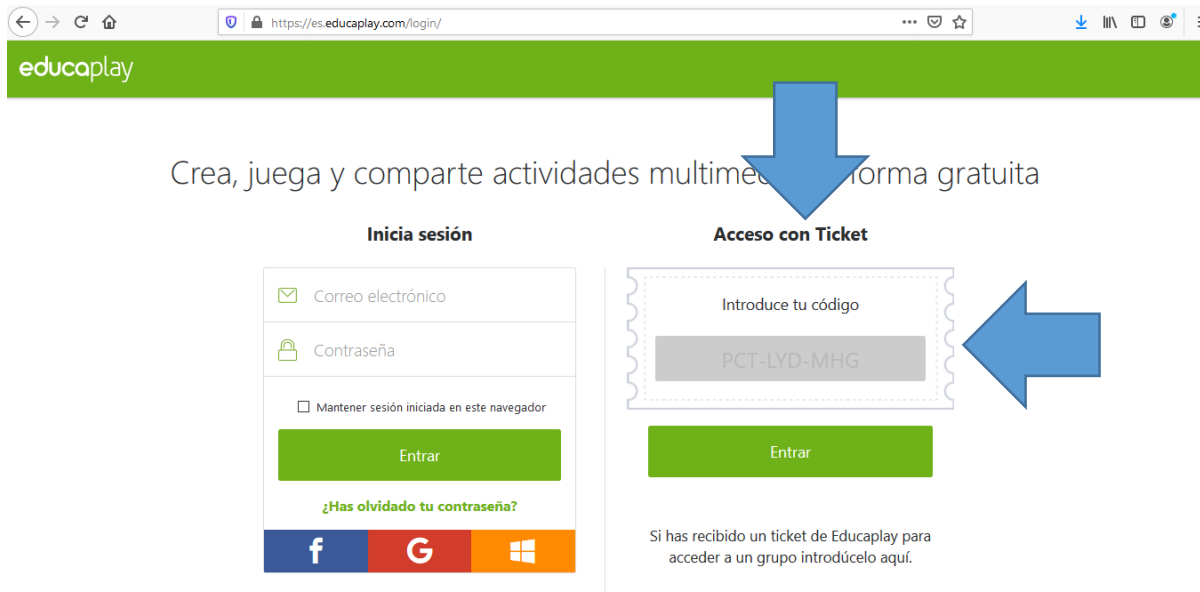 https://es.educaplay.com/login/
educaplay
Crea, juega y comparte actividades multime forma gratuita
Inicia sesión
Correo electrónico
Contraseña
Mantener sesión iniciada en este navegador
Entrar
¿Has olvidado tu contraseña?
f G
Acceso con Ticket
Introduce tu código
PCT-LYD-MHG
Entrar
Si has recibido un ticket de Educaplay para
acceder a un grupo introdúcelo aquí.